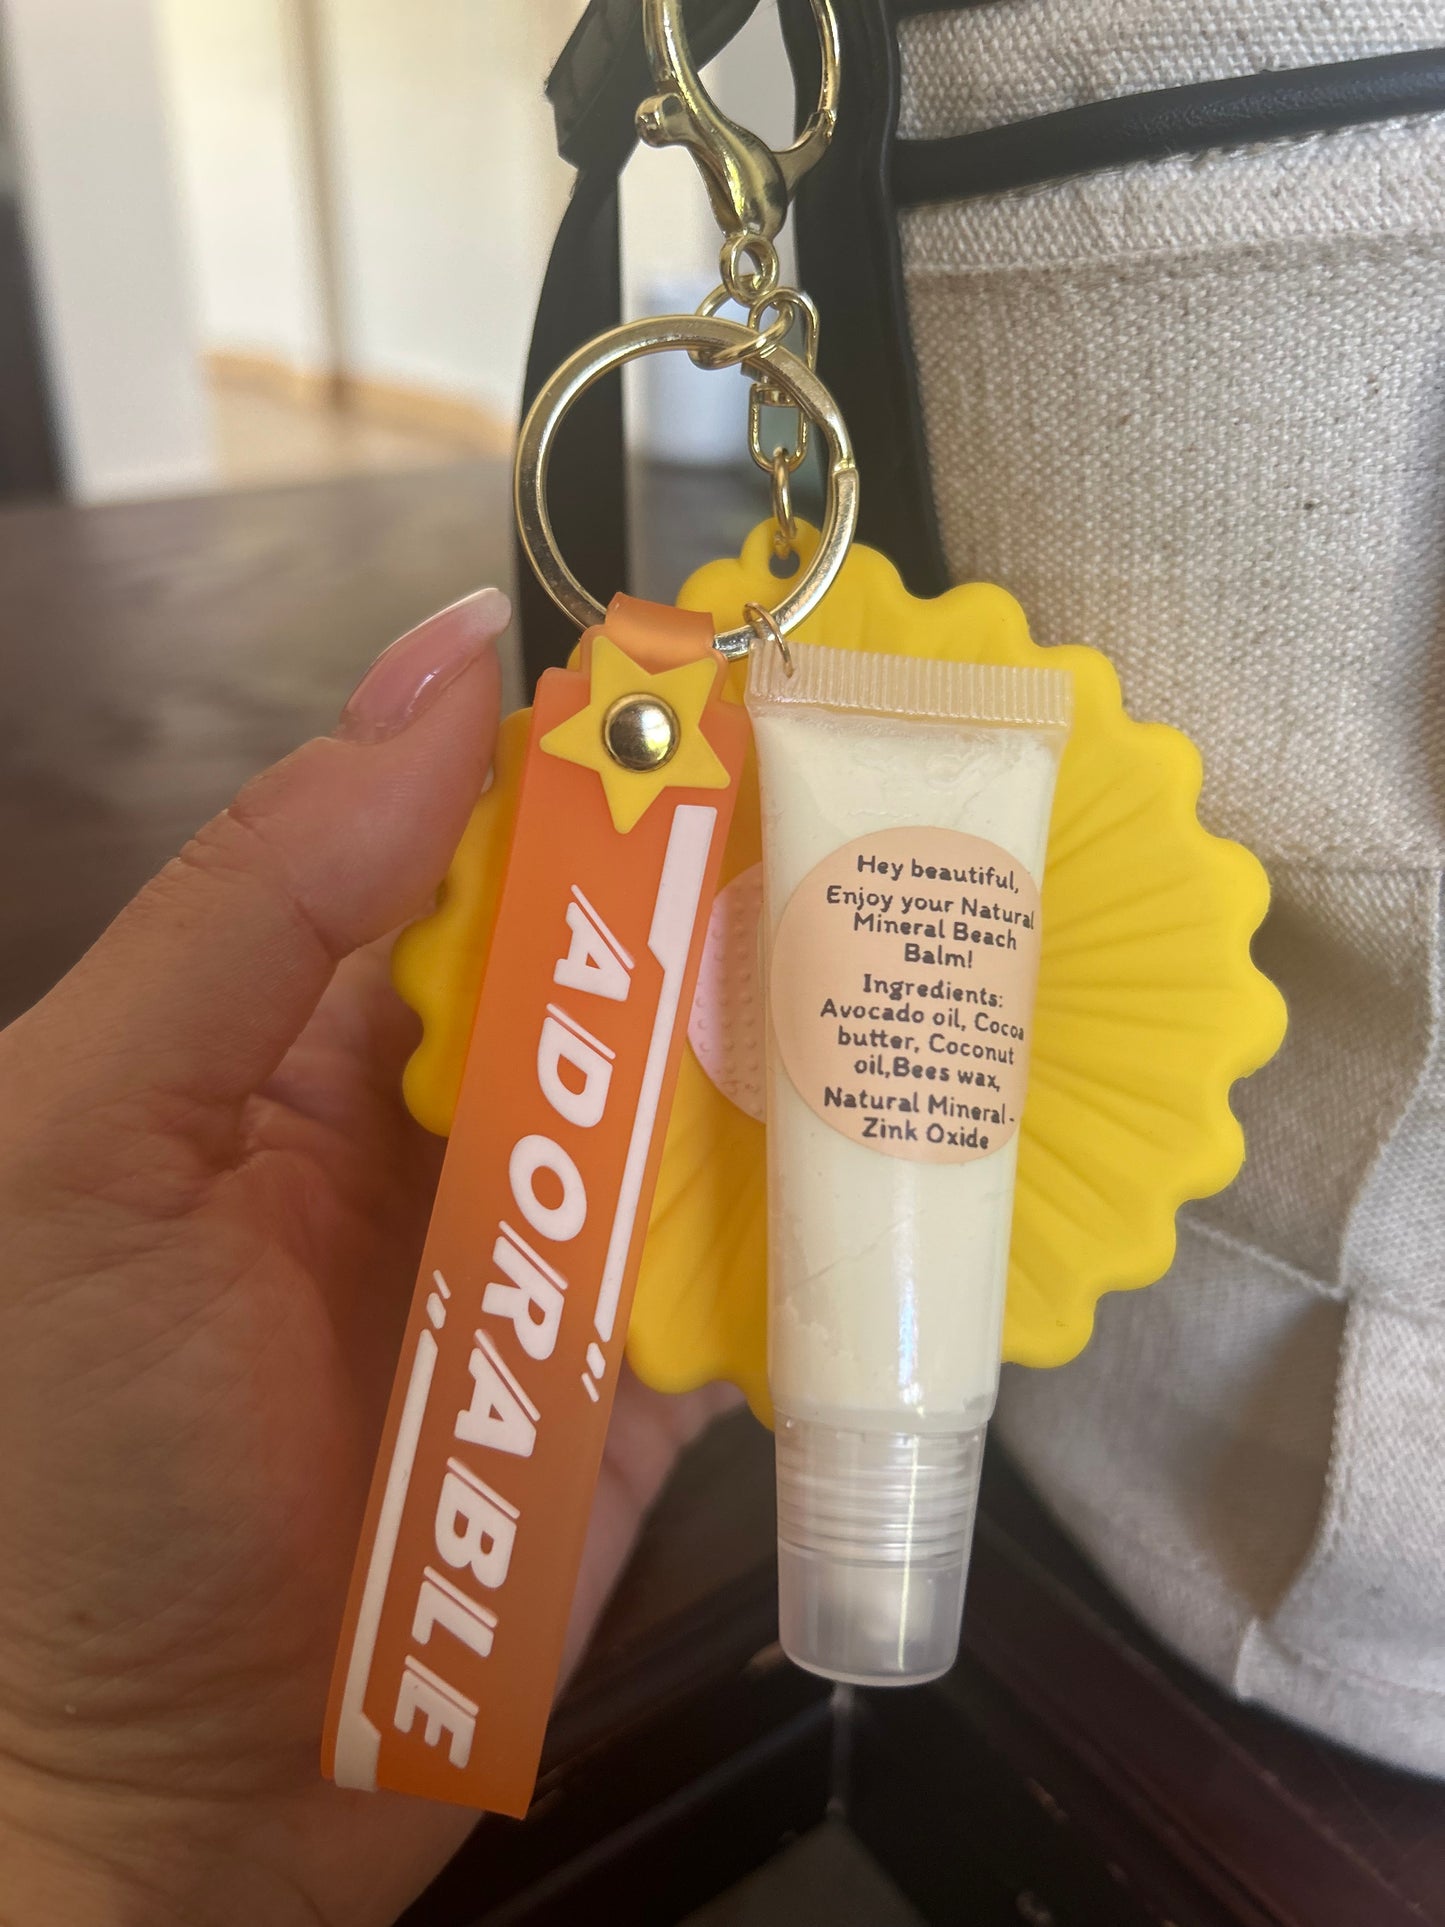 ADORABLE
Hey beautiful,
Enjoy your Natural
Mineral Beach
Balm!
Ingredients:
Avocado oil, Cocoa
butter, Coconut
oil,Bees wax,
Natural Mineral -
Zink Oxide